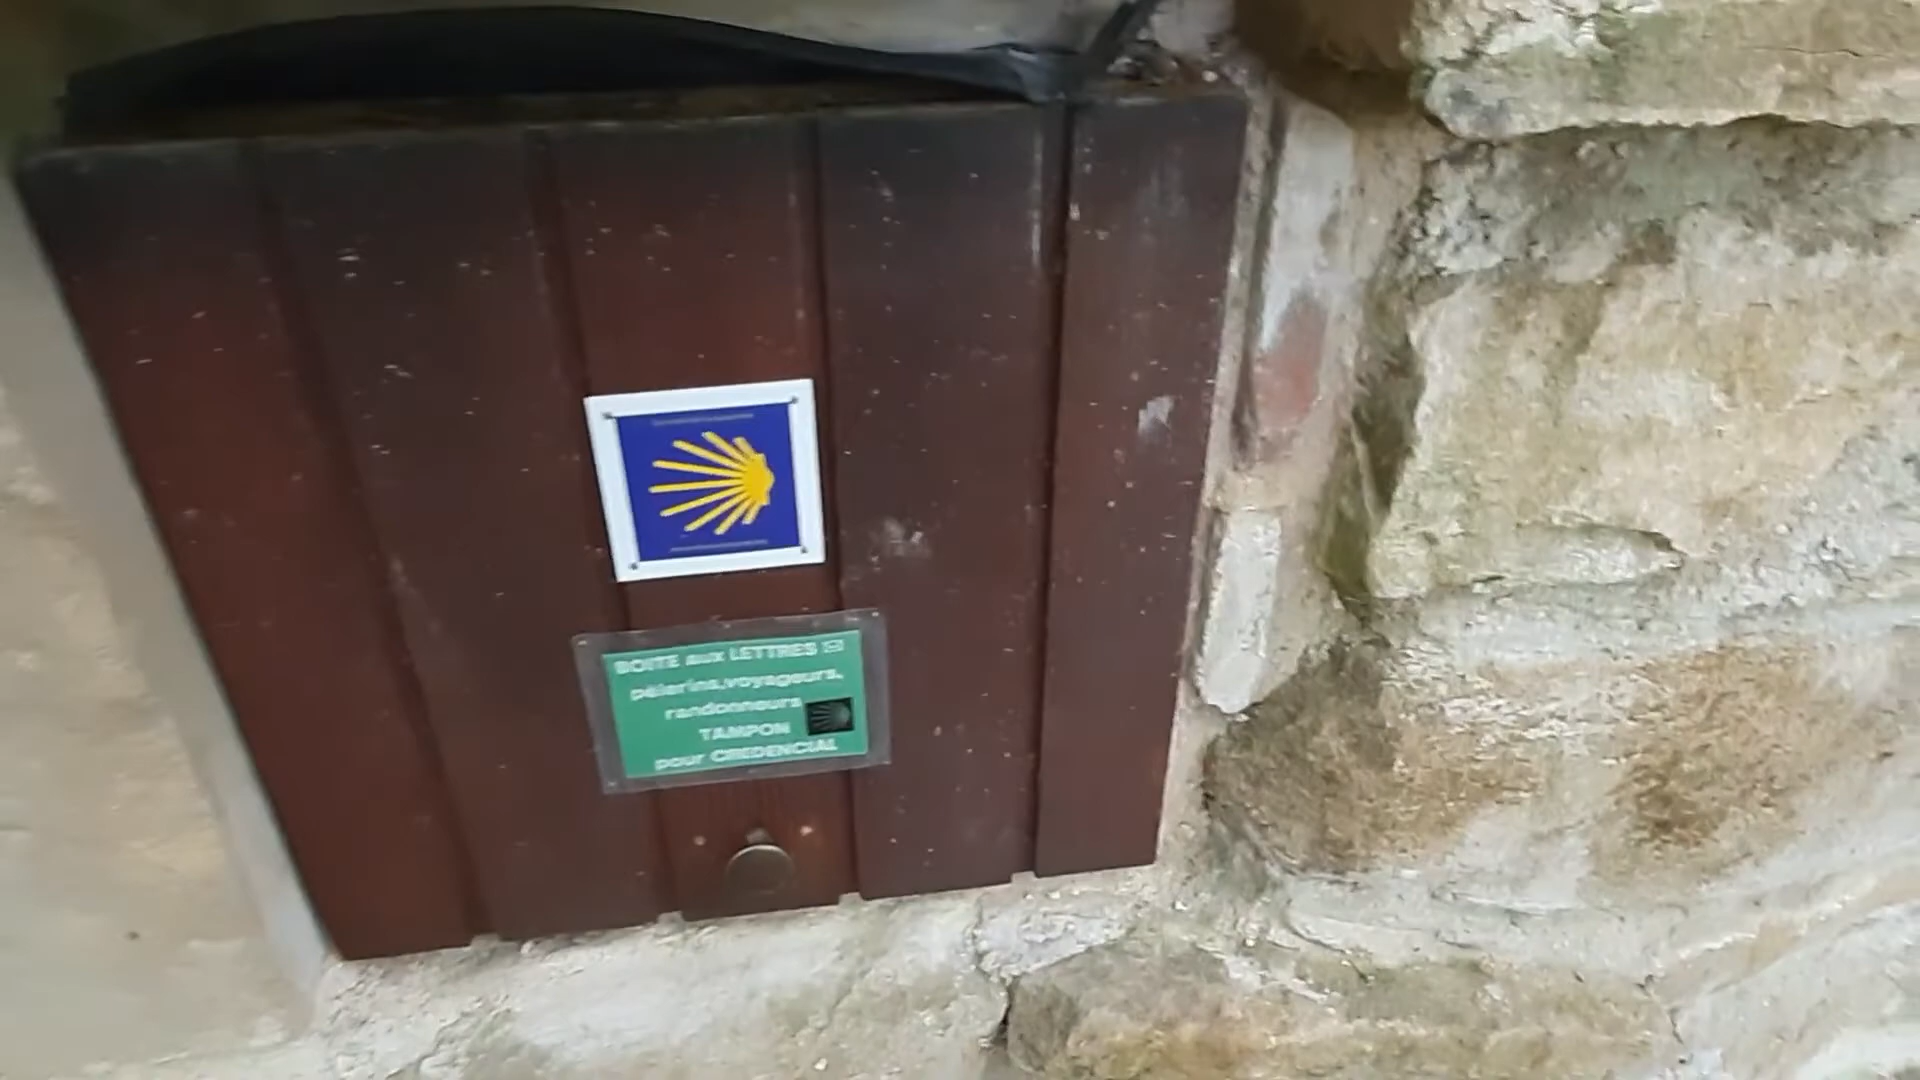 BOITE AUX LETTRES
pèlerins,voyageurs,
randonneurs
TAMPON
pour CREDENCIAL